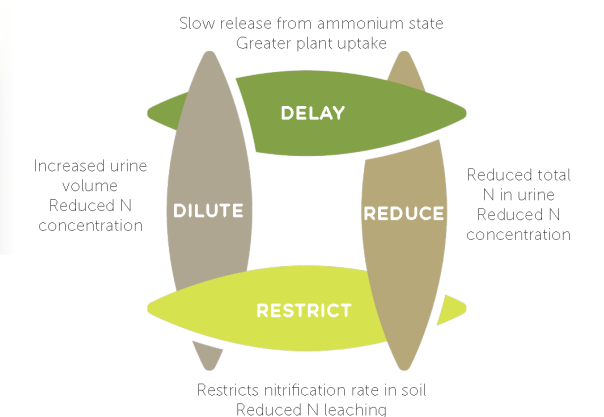 Slow release from ammonium state
Greater plant uptake
DELAY
Increased urine
volume
Reduced N
concentration
DILUTE
REDUCE
Reduced total
N in urine
Reduced N
concentration
RESTRICT
Restricts nitrification rate in soil
Reduced N leaching